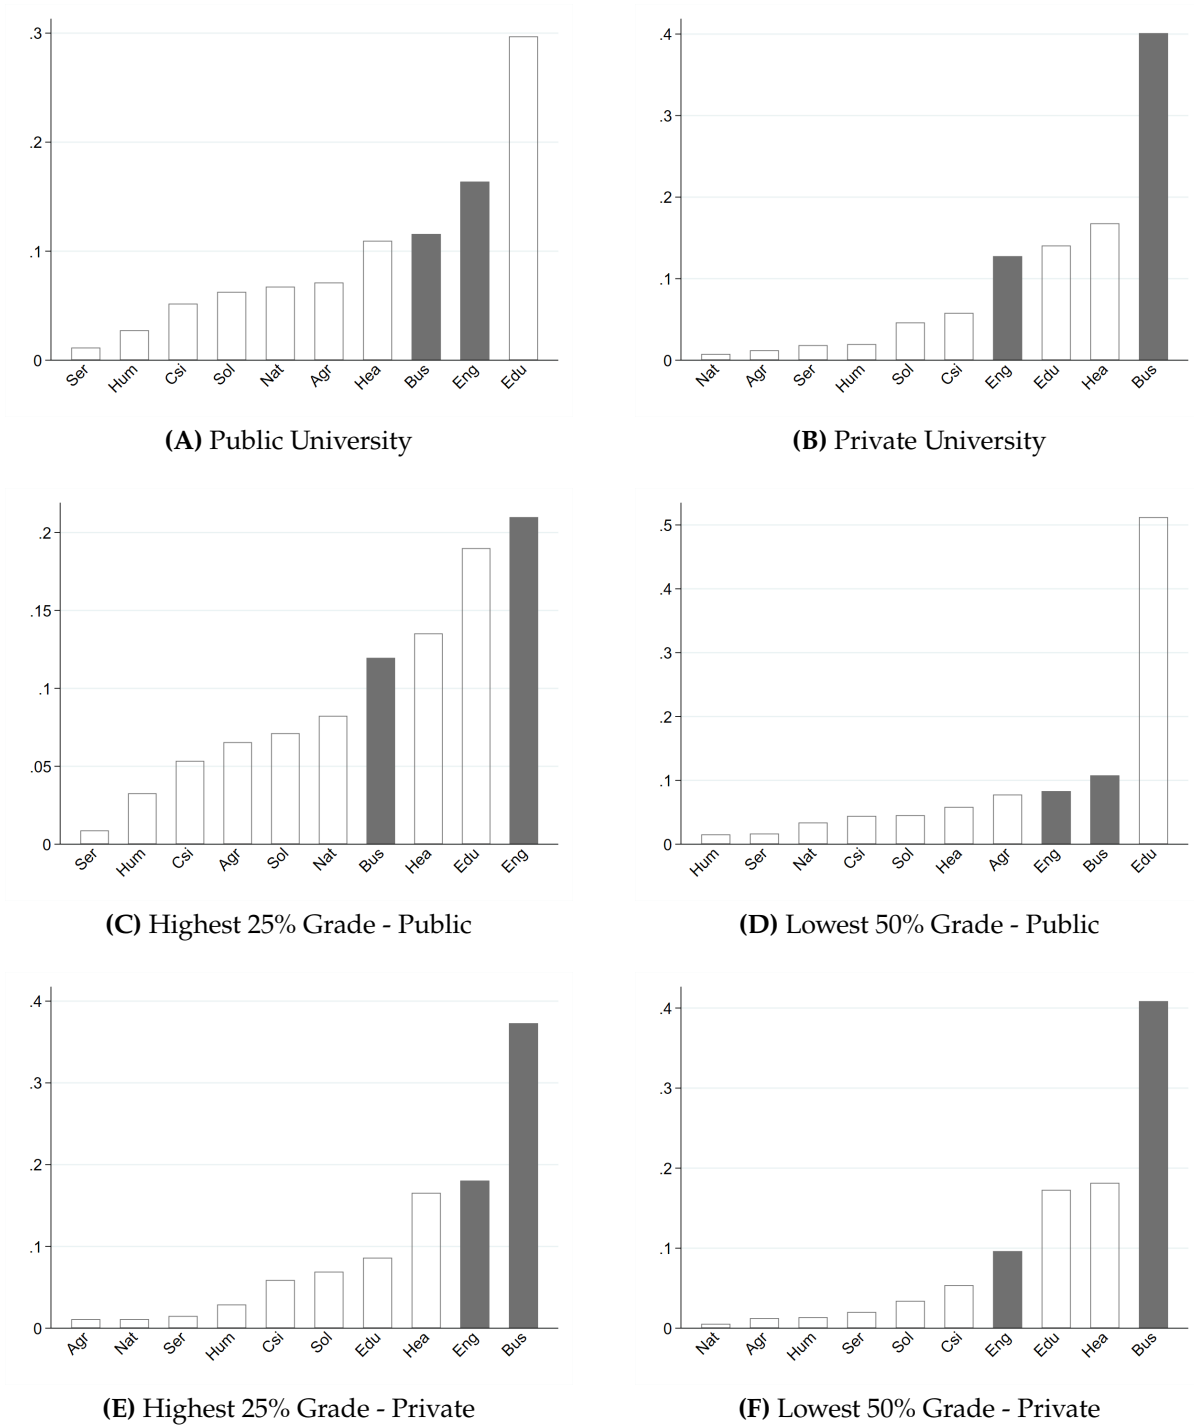 .3
.2
.1
0
Ser Hum Csi Sol Nat Agr Hea Bus Eng Edu
(A) Public University
.4
.3
.2
.1
0
Nat Agr Ser Hum Sol Csi Eng Edu Hea Bus
(B) Private University
.2
.15
.1
.05
0
Ser Hum Csi Agr Sol Nat Bus Hea Edu Eng
(C) Highest 25% Grade - Public
.5
.4
.3
.2
.1
0
Hum Ser Nat Csi Sol Hea Agr Eng Bus Edu
(D) Lowest 50% Grade - Public
.4
.3
.2
.1
0
Agr Nat Ser Hum Csi Sol Edu Hea Eng Bus
(E) Highest 25% Grade - Private
.4
.3
.2
.1
0
Nat Agr Hum Ser Sol Csi Eng Edu Hea Bus
(F) Lowest 50% Grade - Private